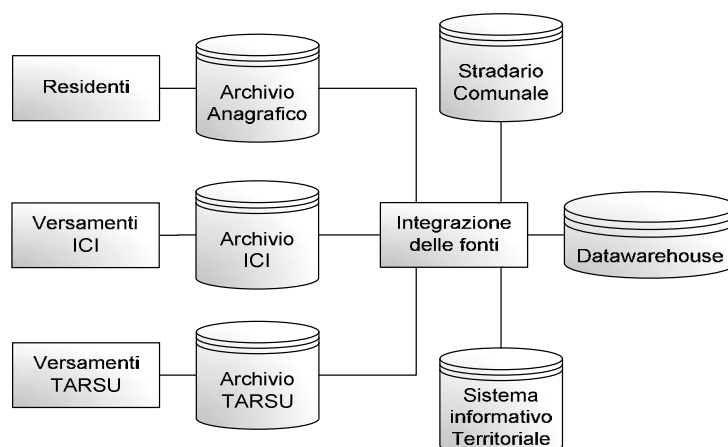 Residenti
Archivio
Anagrafico
Stradario
Comunale
Versamenti
ICI
Archivio
ICI
Integrazione
delle fonti
Datawarehouse
Versamenti
TARSU
Archivio
TARSU
Sistema
informativo
Territoriale